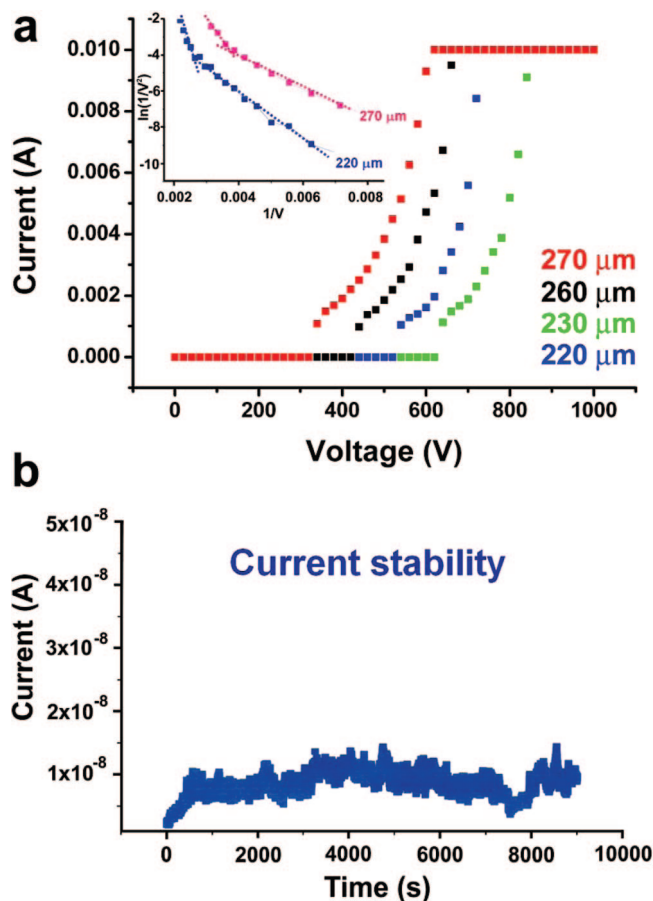 a
ln(1/V²)
-2
-4
-6
-8
-10
0.002 0.004 0.006 0.008
1/V
270 µm
220 µm
Current (A)
0.010
0.008
0.006
0.004
0.002
0.000
270 µm
260 µm
230 µm
220 µm
0 200 400 600 800 1000
Voltage (V)
b
Current stability
Current (A)
5x10⁻⁸
4x10⁻⁸
3x10⁻⁸
2x10⁻⁸
1x10⁻⁸
0 2000 4000 6000 8000 10000
Time (s)